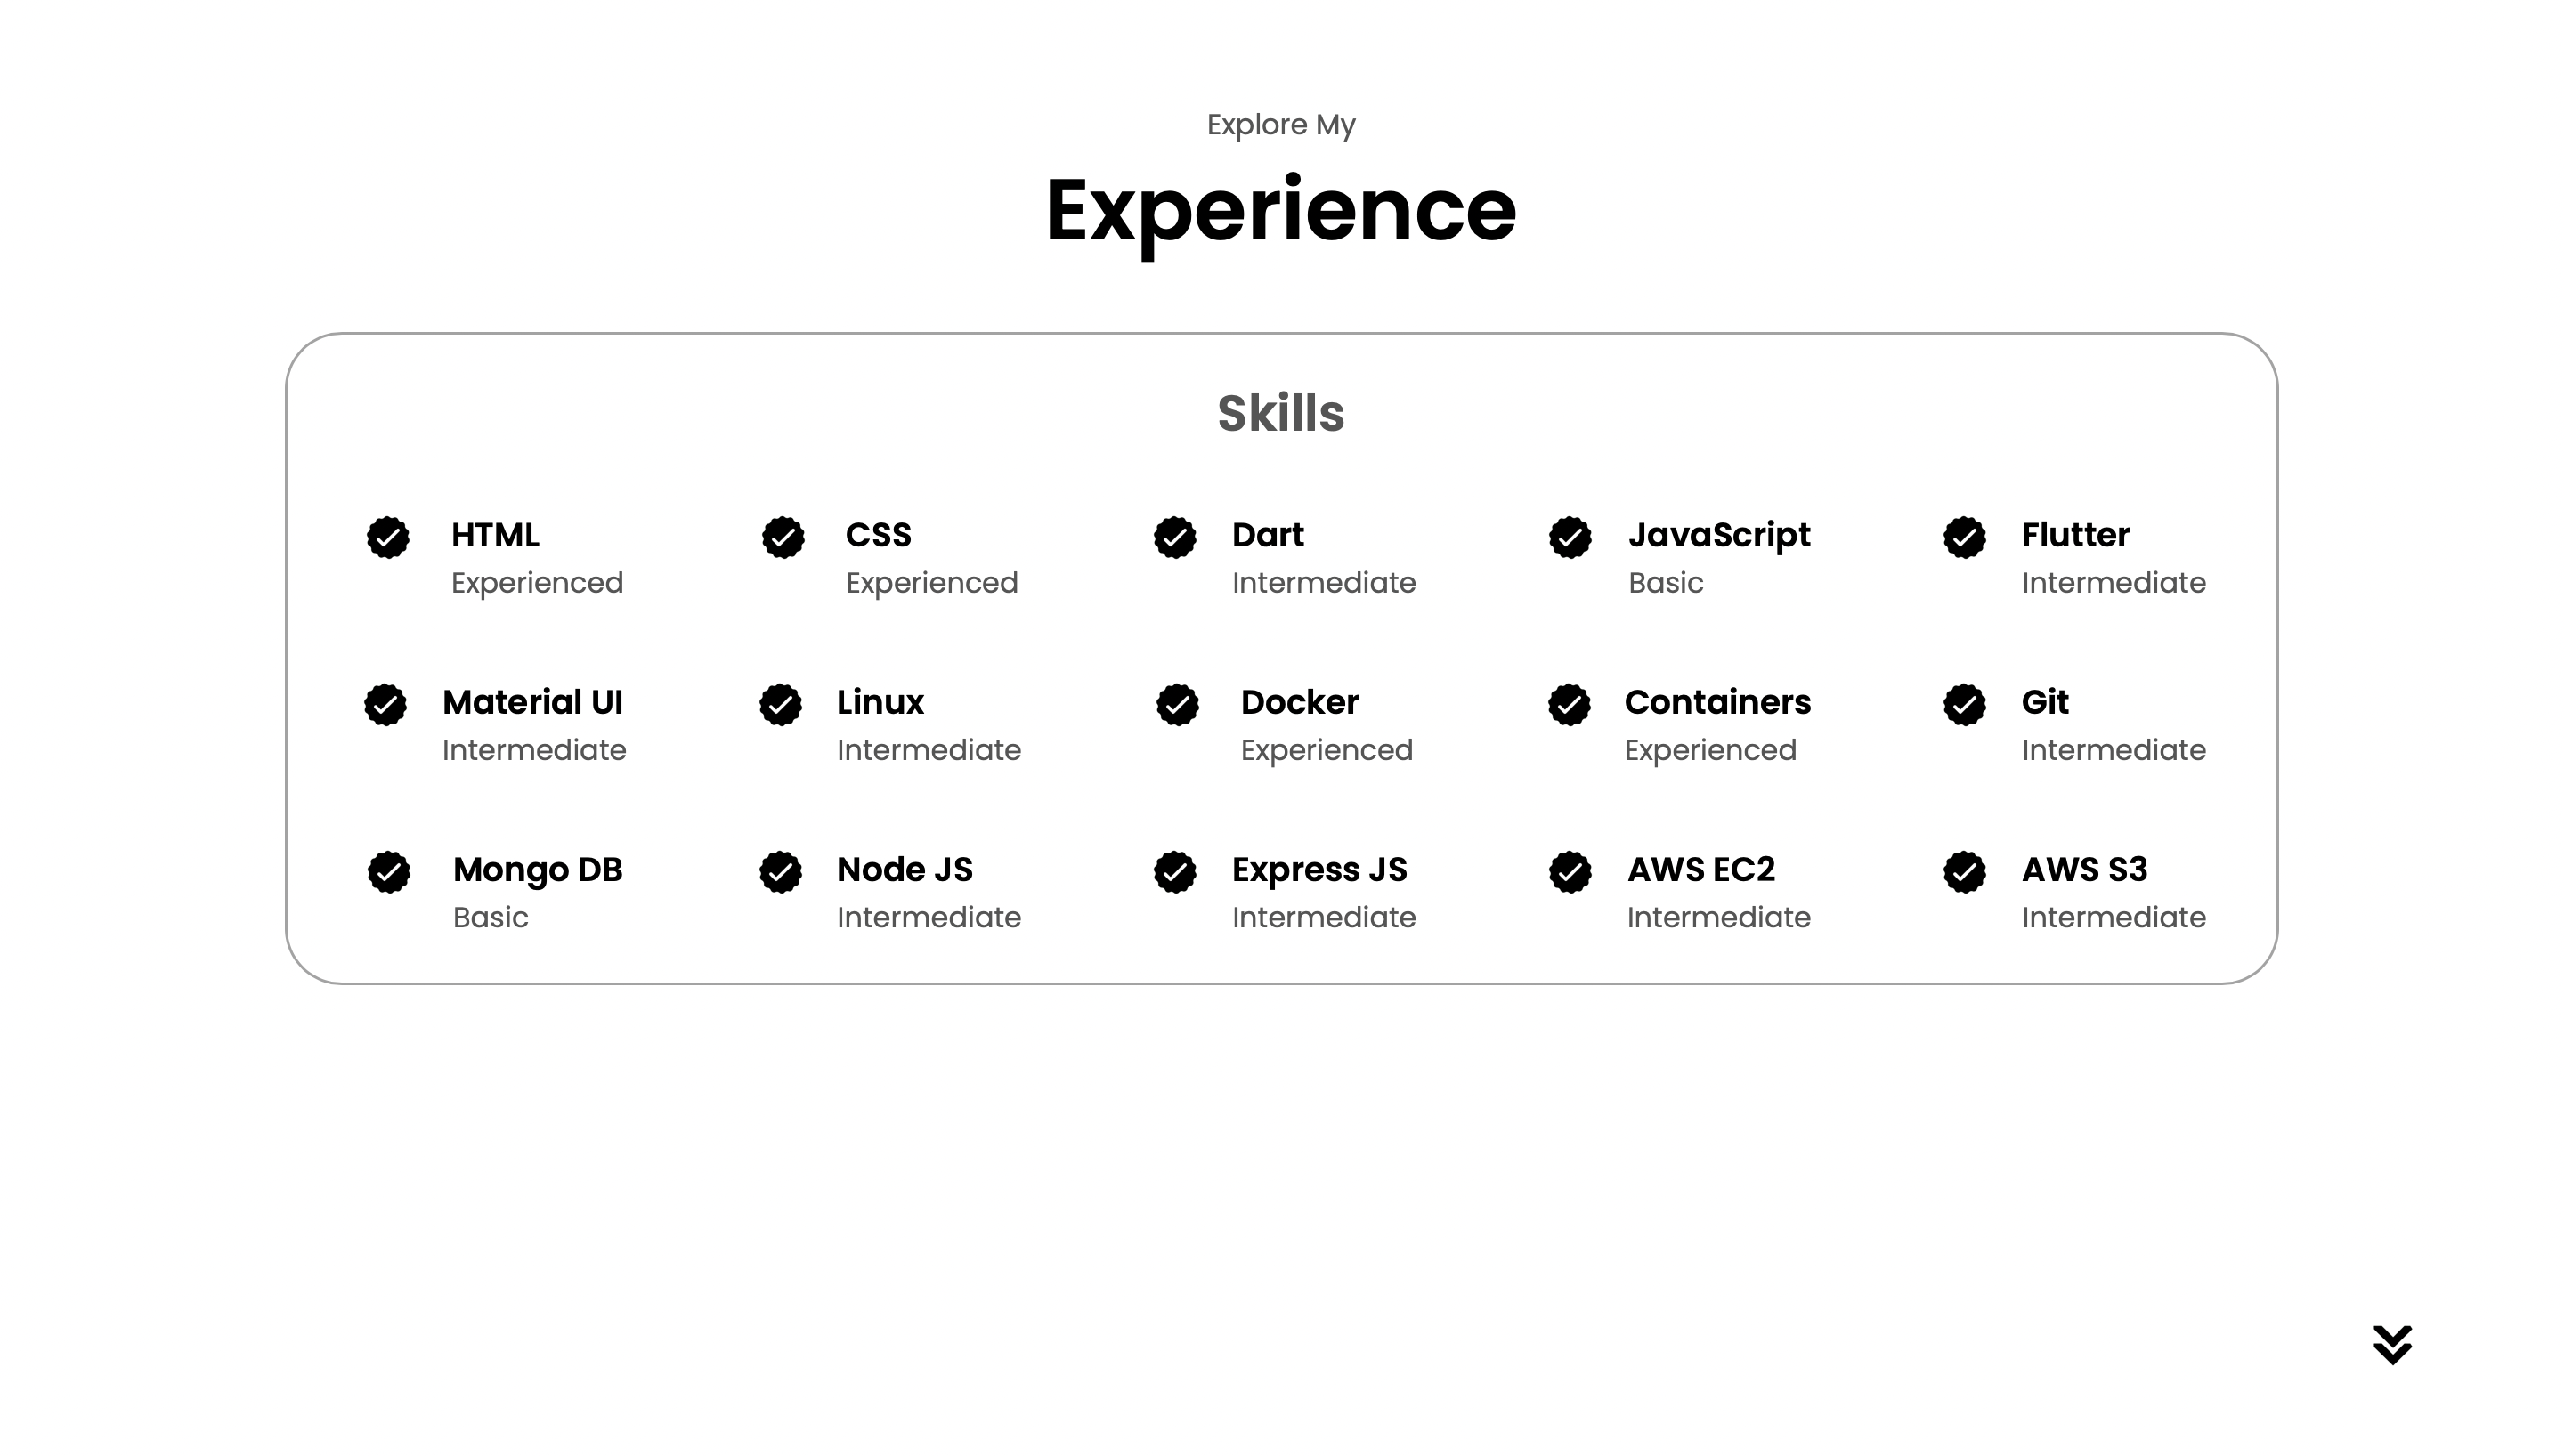 Explore My
Experience
Skills
HTML
Experienced
CSS
Experienced
Dart
Intermediate
JavaScript
Basic
Flutter
Intermediate
Material UI
Intermediate
Linux
Intermediate
Docker
Experienced
Containers
Experienced
Git
Intermediate
Mongo DB
Basic
Node JS
Intermediate
Express JS
Intermediate
AWS EC2
Intermediate
AWS S3
Intermediate